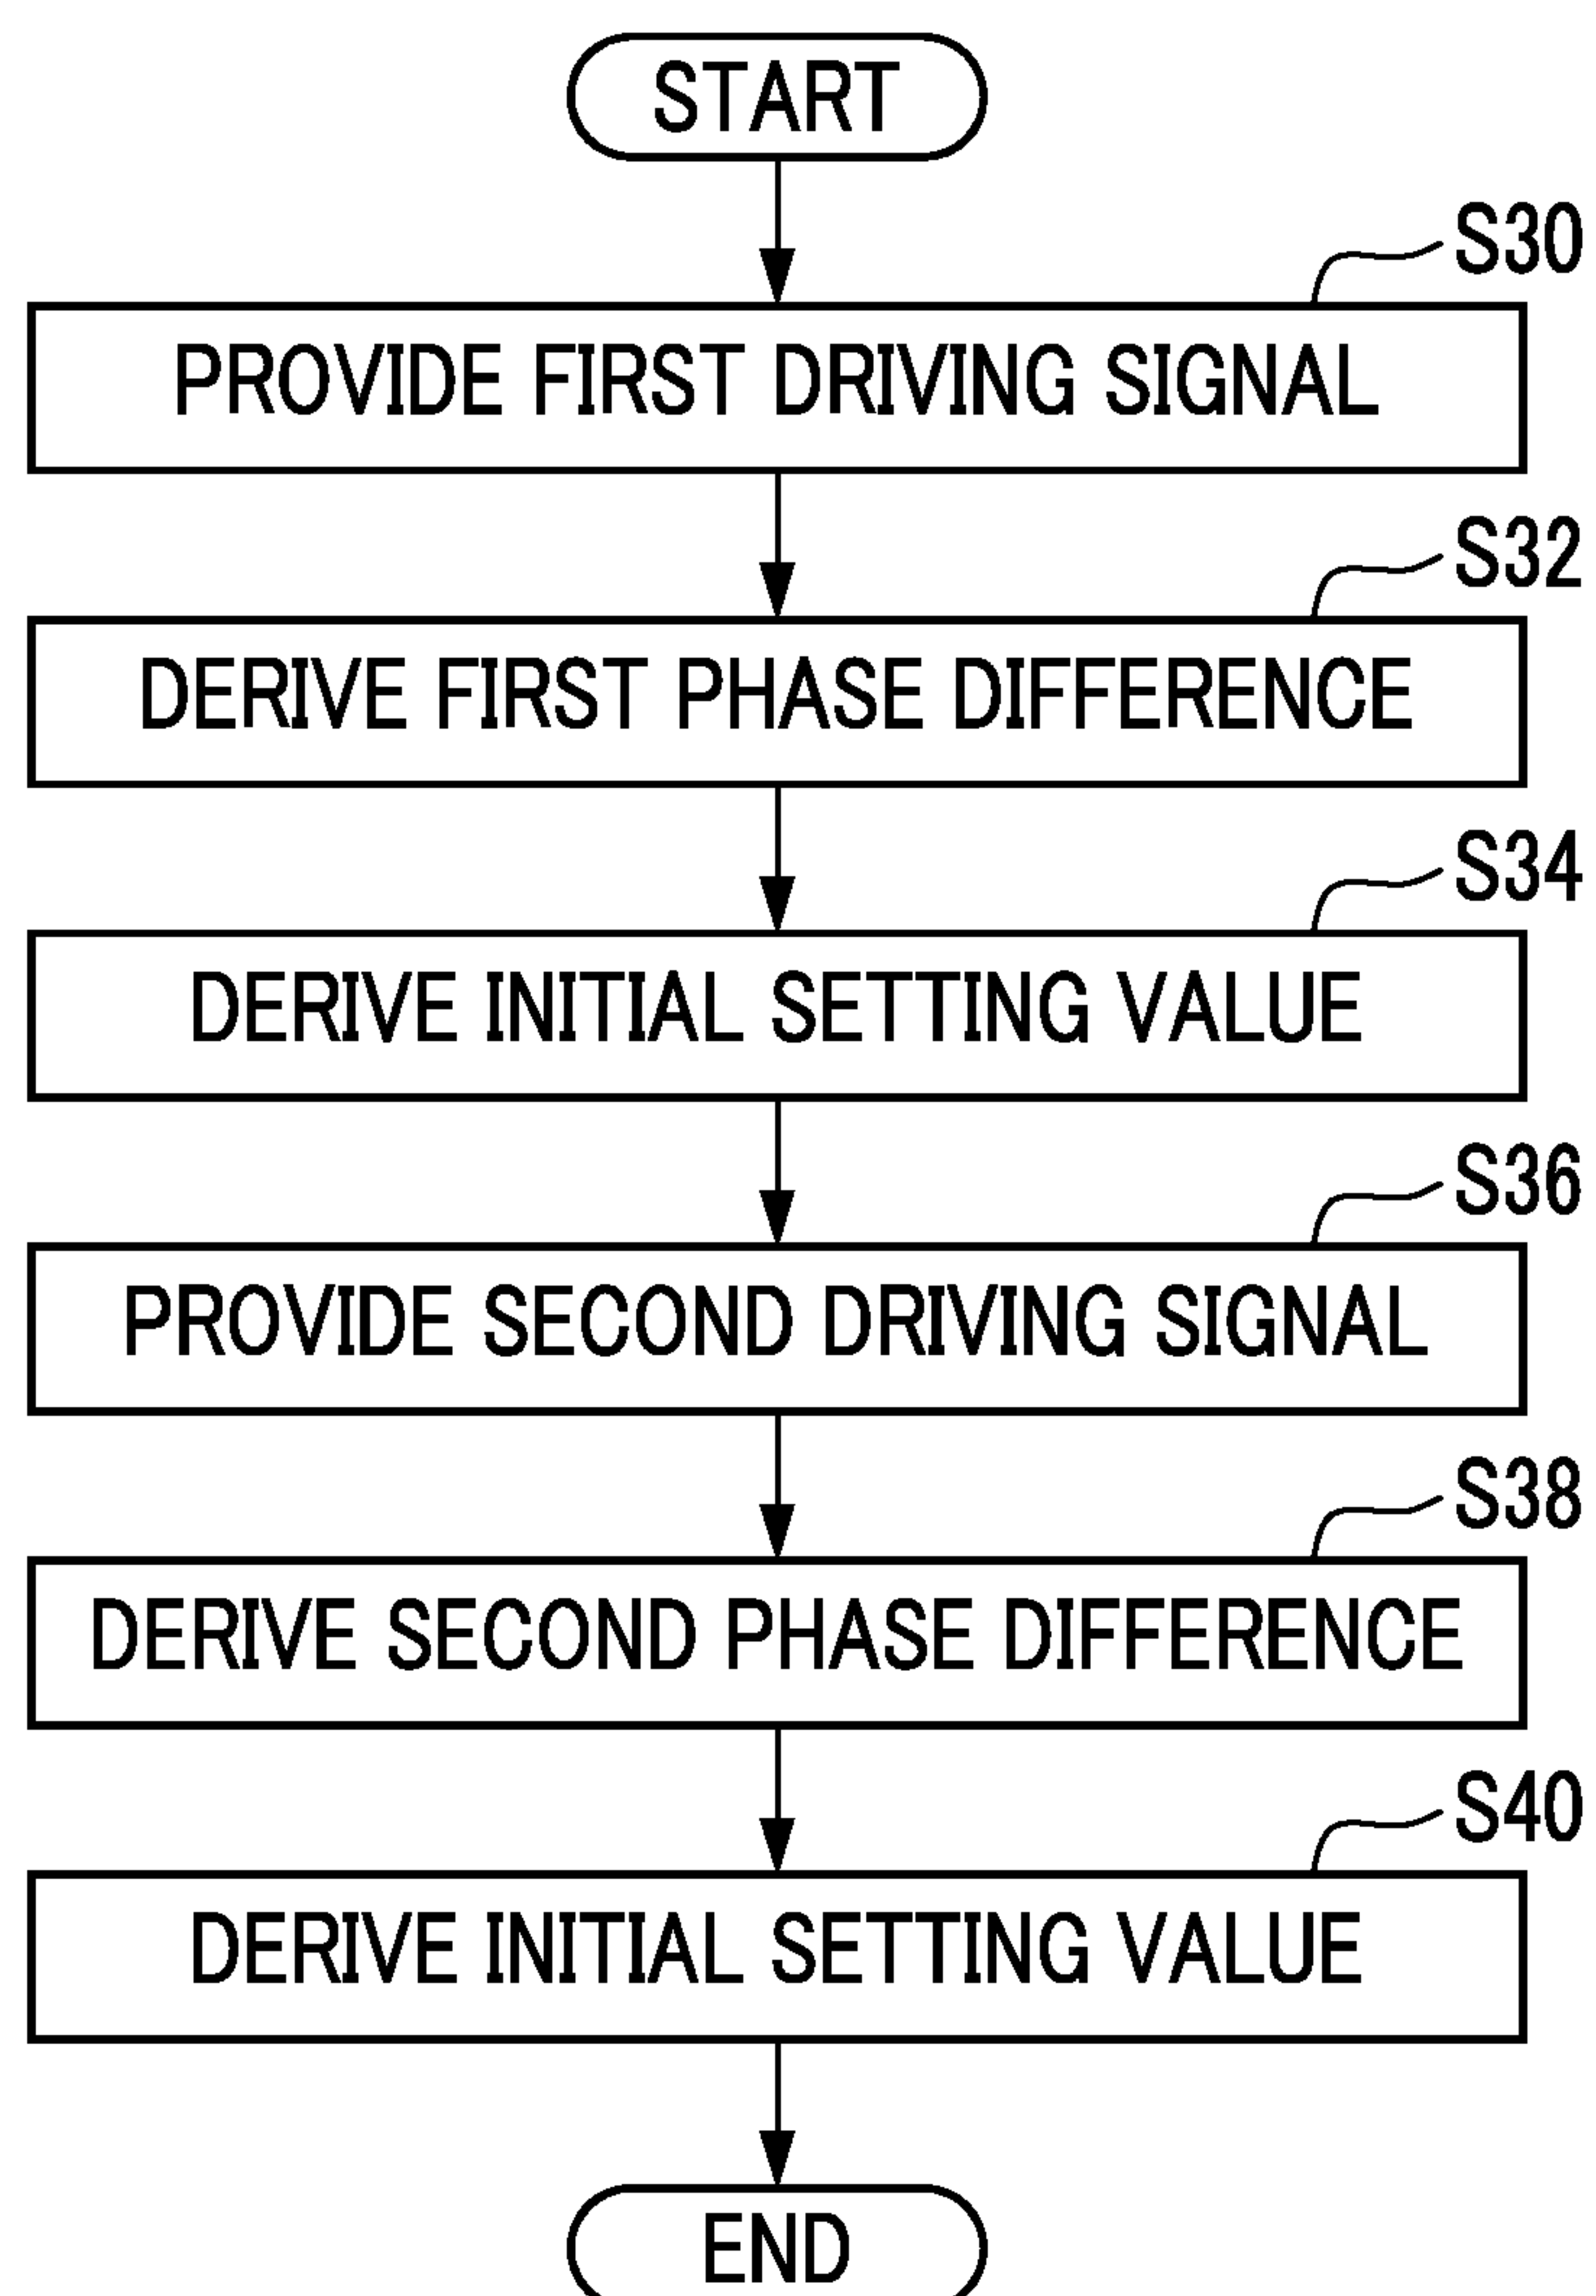 START
S30
PROVIDE FIRST DRIVING SIGNAL
S32
DERIVE FIRST PHASE DIFFERENCE
S34
DERIVE INITIAL SETTING VALUE
S36
PROVIDE SECOND DRIVING SIGNAL
S38
DERIVE SECOND PHASE DIFFERENCE
S40
DERIVE INITIAL SETTING VALUE
END